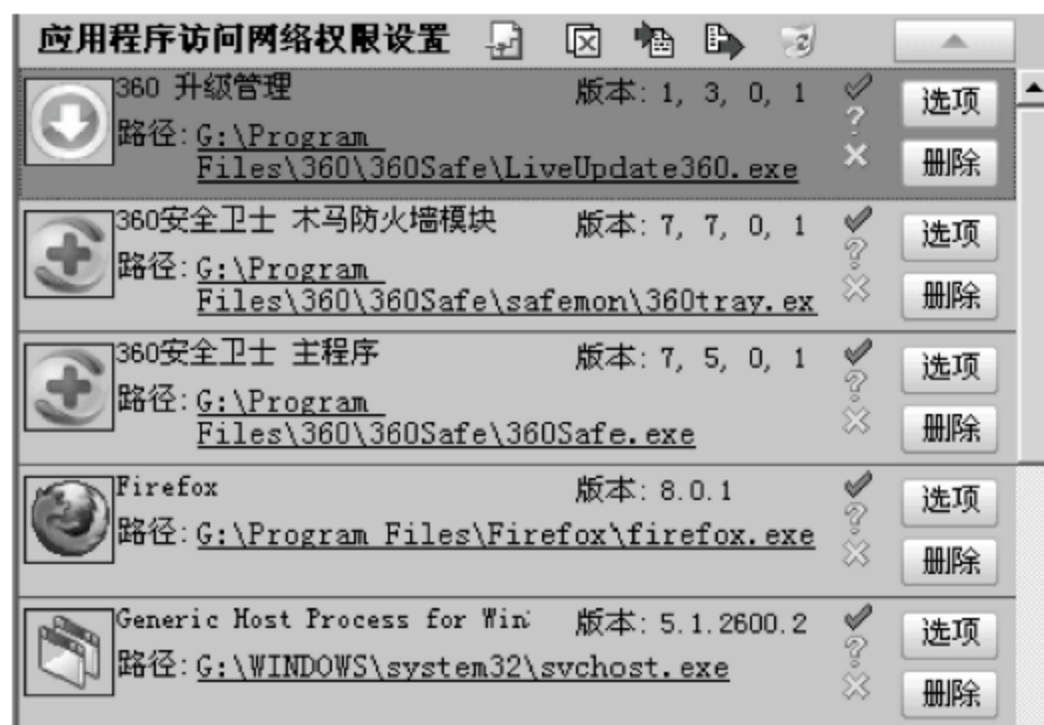 应用程序访问网络权限设置
360 升级管理 版本: 1, 3, 0, 1 选项
路径: G:\Program
Files\360\360Safe\LiveUpdate360.exe 删除
360安全卫士 木马防火墙模块 版本: 7, 7, 0, 1 选项
路径: G:\Program
Files\360\360Safe\safemon\360tray.ex 删除
360安全卫士 主程序 版本: 7, 5, 0, 1 选项
路径: G:\Program
Files\360\360Safe\360Safe.exe 删除
Firefox 版本: 8.0.1 选项
路径: G:\Program Files\Firefox\firefox.exe 删除
Generic Host Process for Win 版本: 5.1.2600.2 选项
路径: G:\WINDOWS\system32\svchost.exe 删除